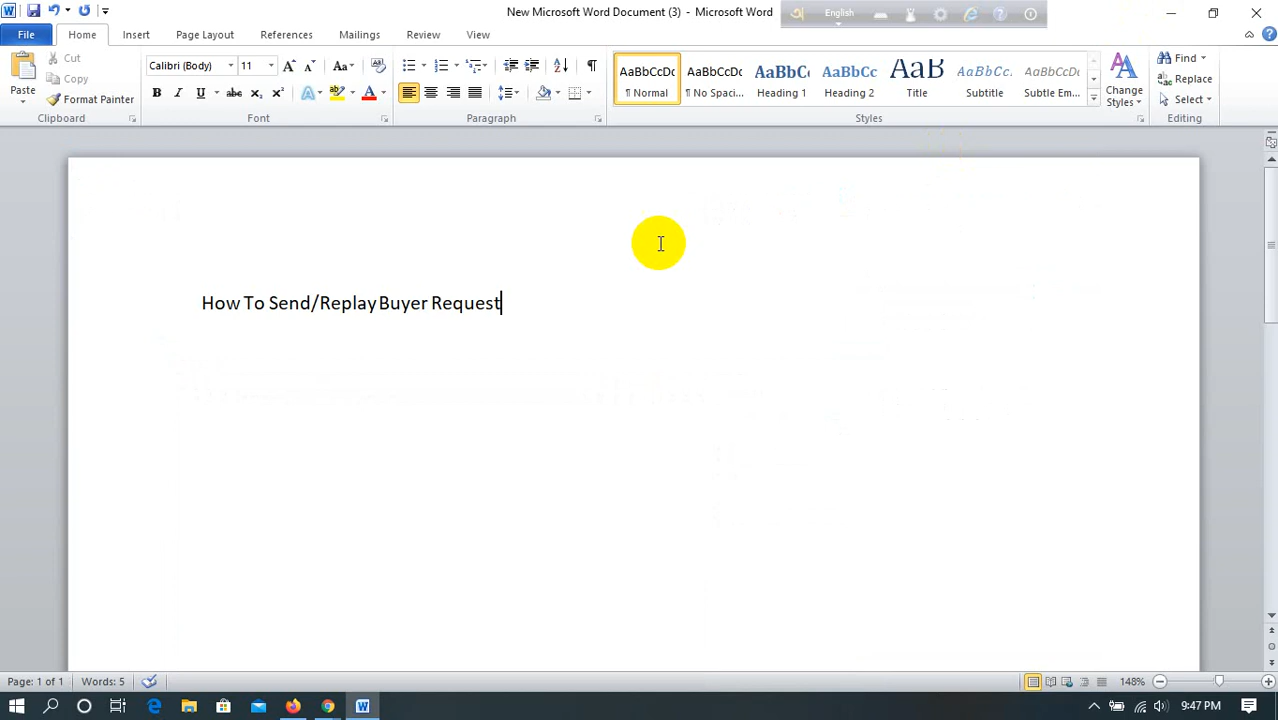 New Microsoft Word Document (3) - Microsoft Word
English
File Home Insert Page Layout References Mailings Review View
Paste
Cut
Copy
Format Painter
Clipboard
Calibri (Body) 11
Font
Paragraph
AaBbCcDc ¶ Normal
AaBbCcDc ¶ No Spaci...
AaBbCc Heading 1
AaBbCc Heading 2
AaB Title
AaBbCc. Subtitle
AaBbCcDc Subtle Em...
Change Styles
Styles
Find
Replace
Select
Editing
How To Send/Replay Buyer Request
Page: 1 of 1 Words: 5 148%
9:47 PM